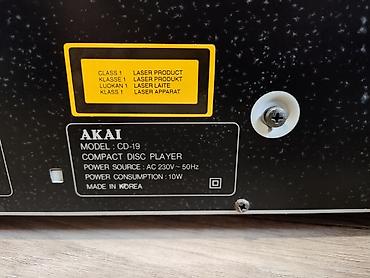 CLASS 1 LASER PRODUCT
KLASSE 1 LASER PRODUKT
LUOKAN 1 LASER LAITE
KLASS 1 LASER APPARAT
AKAI
MODEL : CD-19
COMPACT DISC PLAYER
POWER SOURCE : AC 230V ~ 50Hz
POWER CONSUMPTION : 10W
MADE IN KOREA